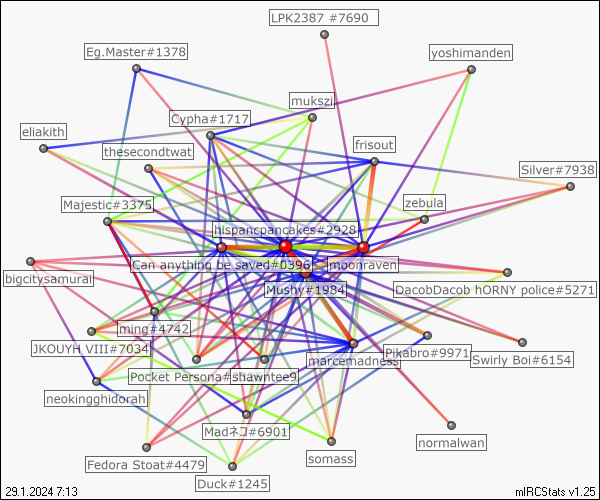 LPK2387 #7690
Eg.Master#1378
yoshimanden
mukszi
Cypha#1717
eliakith
frisout
thesecondtwat
Silver#7938
Majestic#3375
zebula
hispancpancakes#2928
Can anything be saved#0396
moonraven
bigcitysamurai
Mushy#1984
DacobDacob hORNY police#5271
ming#4742
JKOUYH VIII#7034
marcemadness
Pikabro#9971
Swirly Boi#6154
Pocket Persona#
shawntee9
neokingghidorah
Madネコ#6901
normalwan
somass
Fedora Stoat#4479
Duck#1245
29.1.2024 7:13
mIRCStats v1.25